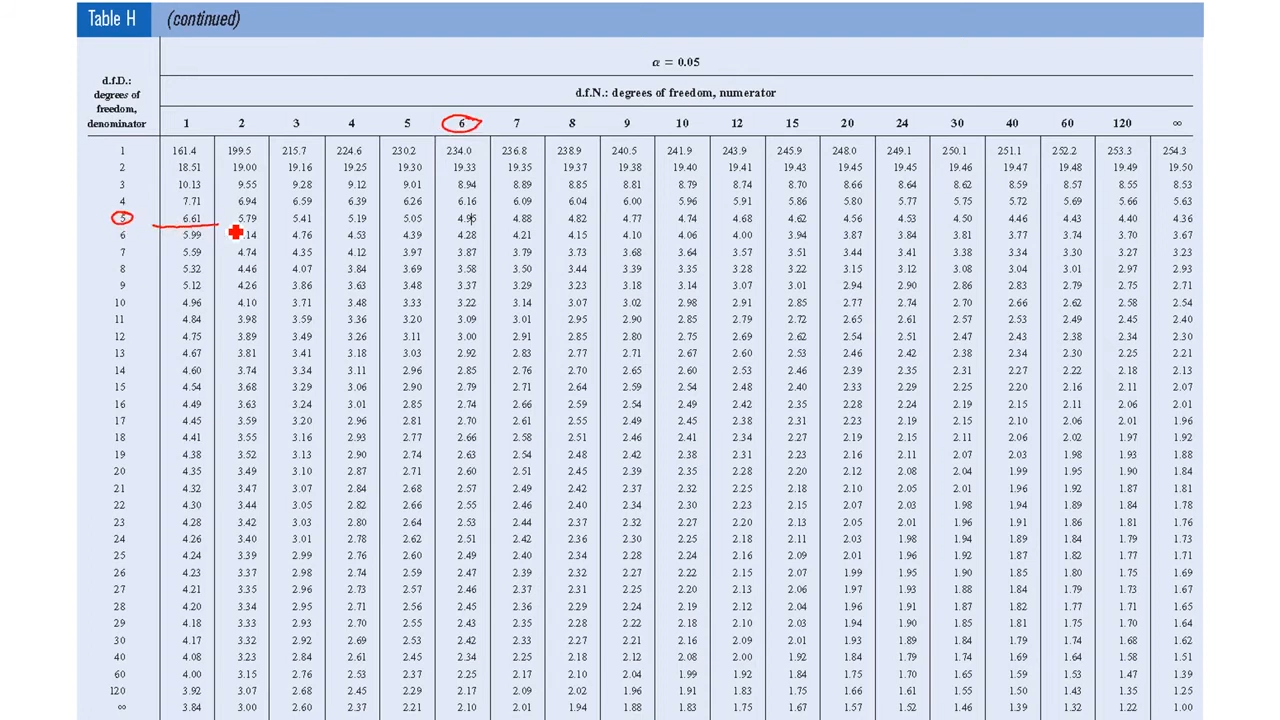 Table H (continued)
α = 0.05
d.f.D.: degrees of freedom, denominator
d.f.N.: degrees of freedom, numerator
1 2 3 4 5 6 7 8 9 10 12 15 20 24 30 40 60 120 ∞
1 161.4 199.5 215.7 224.6 230.2 234.0 236.8 238.9 240.5 241.9 243.9 245.9 248.0 249.1 250.1 251.1 252.2 253.3 254.3
2 18.51 19.00 19.16 19.25 19.30 19.33 19.35 19.37 19.38 19.40 19.41 19.43 19.45 19.45 19.46 19.47 19.48 19.49 19.50
3 10.13 9.55 9.28 9.12 9.01 8.94 8.89 8.85 8.81 8.79 8.74 8.70 8.66 8.64 8.62 8.59 8.57 8.55 8.53
4 7.71 6.94 6.59 6.39 6.26 6.16 6.09 6.04 6.00 5.96 5.91 5.86 5.80 5.77 5.75 5.72 5.69 5.66 5.63
5 6.61 5.79 5.41 5.19 5.05 4.95 4.88 4.82 4.77 4.74 4.68 4.62 4.56 4.53 4.50 4.46 4.43 4.40 4.36
6 5.99 .14 4.76 4.53 4.39 4.28 4.21 4.15 4.10 4.06 4.00 3.94 3.87 3.84 3.81 3.77 3.74 3.70 3.67
7 5.59 4.74 4.35 4.12 3.97 3.87 3.79 3.73 3.68 3.64 3.57 3.51 3.44 3.41 3.38 3.34 3.30 3.27 3.23
8 5.32 4.46 4.07 3.84 3.69 3.58 3.50 3.44 3.39 3.35 3.28 3.22 3.15 3.12 3.08 3.04 3.01 2.97 2.93
9 5.12 4.26 3.86 3.63 3.48 3.37 3.29 3.23 3.18 3.14 3.07 3.01 2.94 2.90 2.86 2.83 2.79 2.75 2.71
10 4.96 4.10 3.71 3.48 3.33 3.22 3.14 3.07 3.02 2.98 2.91 2.85 2.77 2.74 2.70 2.66 2.62 2.58 2.54
11 4.84 3.98 3.59 3.36 3.20 3.09 3.01 2.95 2.90 2.85 2.79 2.72 2.65 2.61 2.57 2.53 2.49 2.45 2.40
12 4.75 3.89 3.49 3.26 3.11 3.00 2.91 2.85 2.80 2.75 2.69 2.62 2.54 2.51 2.47 2.43 2.38 2.34 2.30
13 4.67 3.81 3.41 3.18 3.03 2.92 2.83 2.77 2.71 2.67 2.60 2.53 2.46 2.42 2.38 2.34 2.30 2.25 2.21
14 4.60 3.74 3.34 3.11 2.96 2.85 2.76 2.70 2.65 2.60 2.53 2.46 2.39 2.35 2.31 2.27 2.22 2.18 2.13
15 4.54 3.68 3.29 3.06 2.90 2.79 2.71 2.64 2.59 2.54 2.48 2.40 2.33 2.29 2.25 2.20 2.16 2.11 2.07
16 4.49 3.63 3.24 3.01 2.85 2.74 2.66 2.59 2.54 2.49 2.42 2.35 2.28 2.24 2.19 2.15 2.11 2.06 2.01
17 4.45 3.59 3.20 2.96 2.81 2.70 2.61 2.55 2.49 2.45 2.38 2.31 2.23 2.19 2.15 2.10 2.06 2.01 1.96
18 4.41 3.55 3.16 2.93 2.77 2.66 2.58 2.51 2.46 2.41 2.34 2.27 2.19 2.15 2.11 2.06 2.02 1.97 1.92
19 4.38 3.52 3.13 2.90 2.74 2.63 2.54 2.48 2.42 2.38 2.31 2.23 2.16 2.11 2.07 2.03 1.98 1.93 1.88
20 4.35 3.49 3.10 2.87 2.71 2.60 2.51 2.45 2.39 2.35 2.28 2.20 2.12 2.08 2.04 1.99 1.95 1.90 1.84
21 4.32 3.47 3.07 2.84 2.68 2.57 2.49 2.42 2.37 2.32 2.25 2.18 2.10 2.05 2.01 1.96 1.92 1.87 1.81
22 4.30 3.44 3.05 2.82 2.66 2.55 2.46 2.40 2.34 2.30 2.23 2.15 2.07 2.03 1.98 1.94 1.89 1.84 1.78
23 4.28 3.42 3.03 2.80 2.64 2.53 2.44 2.37 2.32 2.27 2.20 2.13 2.05 2.01 1.96 1.91 1.86 1.81 1.76
24 4.26 3.40 3.01 2.78 2.62 2.51 2.42 2.36 2.30 2.25 2.18 2.11 2.03 1.98 1.94 1.89 1.84 1.79 1.73
25 4.24 3.39 2.99 2.76 2.60 2.49 2.40 2.34 2.28 2.24 2.16 2.09 2.01 1.96 1.92 1.87 1.82 1.77 1.71
26 4.23 3.37 2.98 2.74 2.59 2.47 2.39 2.32 2.27 2.22 2.15 2.07 1.99 1.95 1.90 1.85 1.80 1.75 1.69
27 4.21 3.35 2.96 2.73 2.57 2.46 2.37 2.31 2.25 2.20 2.13 2.06 1.97 1.93 1.88 1.84 1.79 1.73 1.67
28 4.20 3.34 2.95 2.71 2.56 2.45 2.36 2.29 2.24 2.19 2.12 2.04 1.96 1.91 1.87 1.82 1.77 1.71 1.65
29 4.18 3.33 2.93 2.70 2.55 2.43 2.35 2.28 2.22 2.18 2.10 2.03 1.94 1.90 1.85 1.81 1.75 1.70 1.64
30 4.17 3.32 2.92 2.69 2.53 2.42 2.33 2.27 2.21 2.16 2.09 2.01 1.93 1.89 1.84 1.79 1.74 1.68 1.62
40 4.08 3.23 2.84 2.61 2.45 2.34 2.25 2.18 2.12 2.08 2.00 1.92 1.84 1.79 1.74 1.69 1.64 1.58 1.51
60 4.00 3.15 2.76 2.53 2.37 2.25 2.17 2.10 2.04 1.99 1.92 1.84 1.75 1.70 1.65 1.59 1.53 1.47 1.39
120 3.92 3.07 2.68 2.45 2.29 2.17 2.09 2.02 1.96 1.91 1.83 1.75 1.66 1.61 1.55 1.50 1.43 1.35 1.25
∞ 3.84 3.00 2.60 2.37 2.21 2.10 2.01 1.94 1.88 1.83 1.75 1.67 1.57 1.52 1.46 1.39 1.32 1.22 1.00